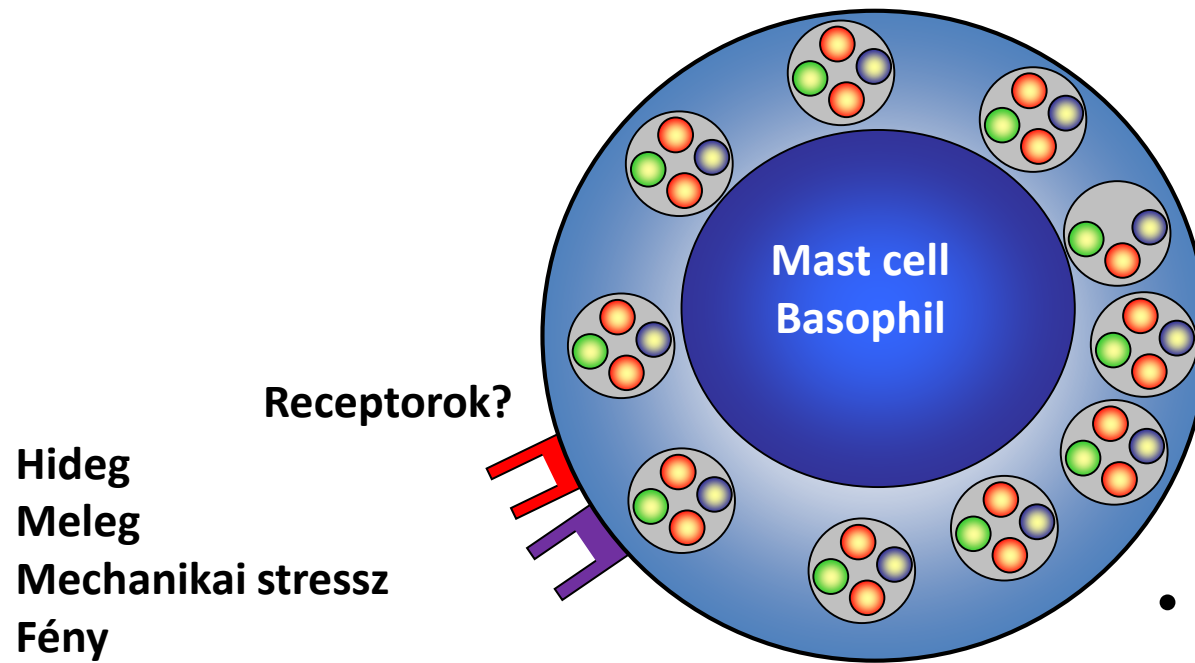 Mast cell
Basophil
Receptorok?
Hideg
Meleg
Mechanikai stressz
Fény
•